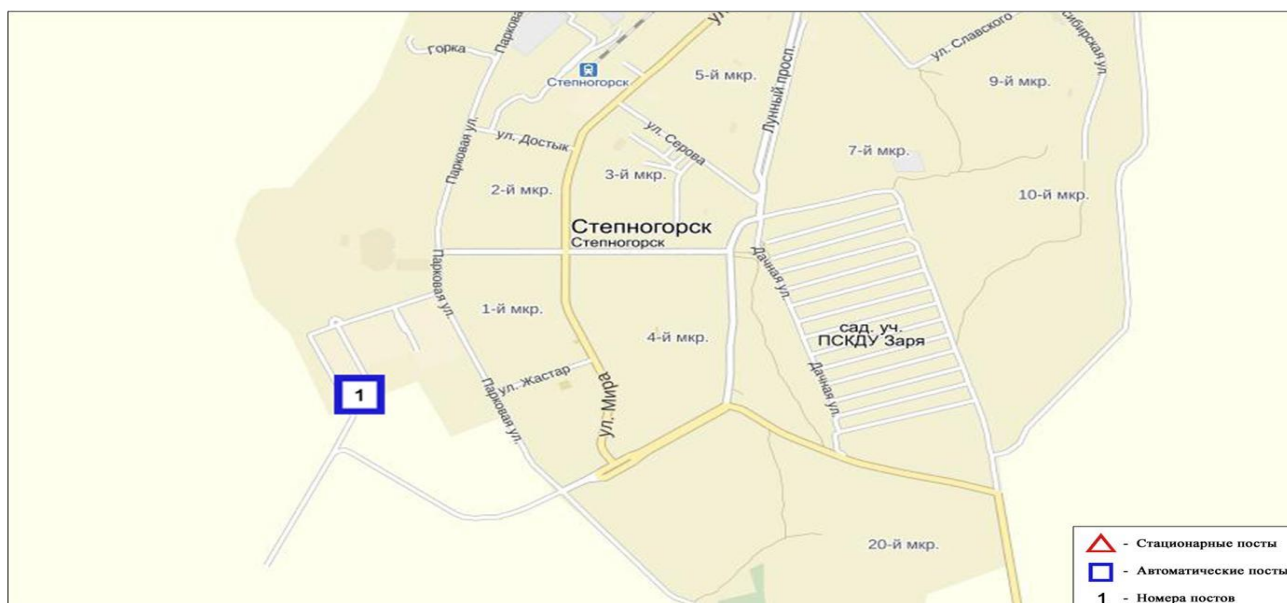 Парковая
ул.
Горка
Степногорск
5-й мкр.
Лунный просп.
ул. Славского
сибирская ул.
9-й мкр.
Парковая ул.
ул. Достык
ул. Серова
3-й мкр.
7-й мкр.
2-й мкр.
10-й мкр.
Степногорск
Степногорск
Парковая ул.
Дачная ул.
1-й мкр.
4-й мкр.
сад. уч.
ПСКДУ Заря
1
ул. Жастар
ул. Мира
Парковая ул.
Дачная ул.
20-й мкр.
- Стационарные посты
- Автоматические посты
1 - Номера постов